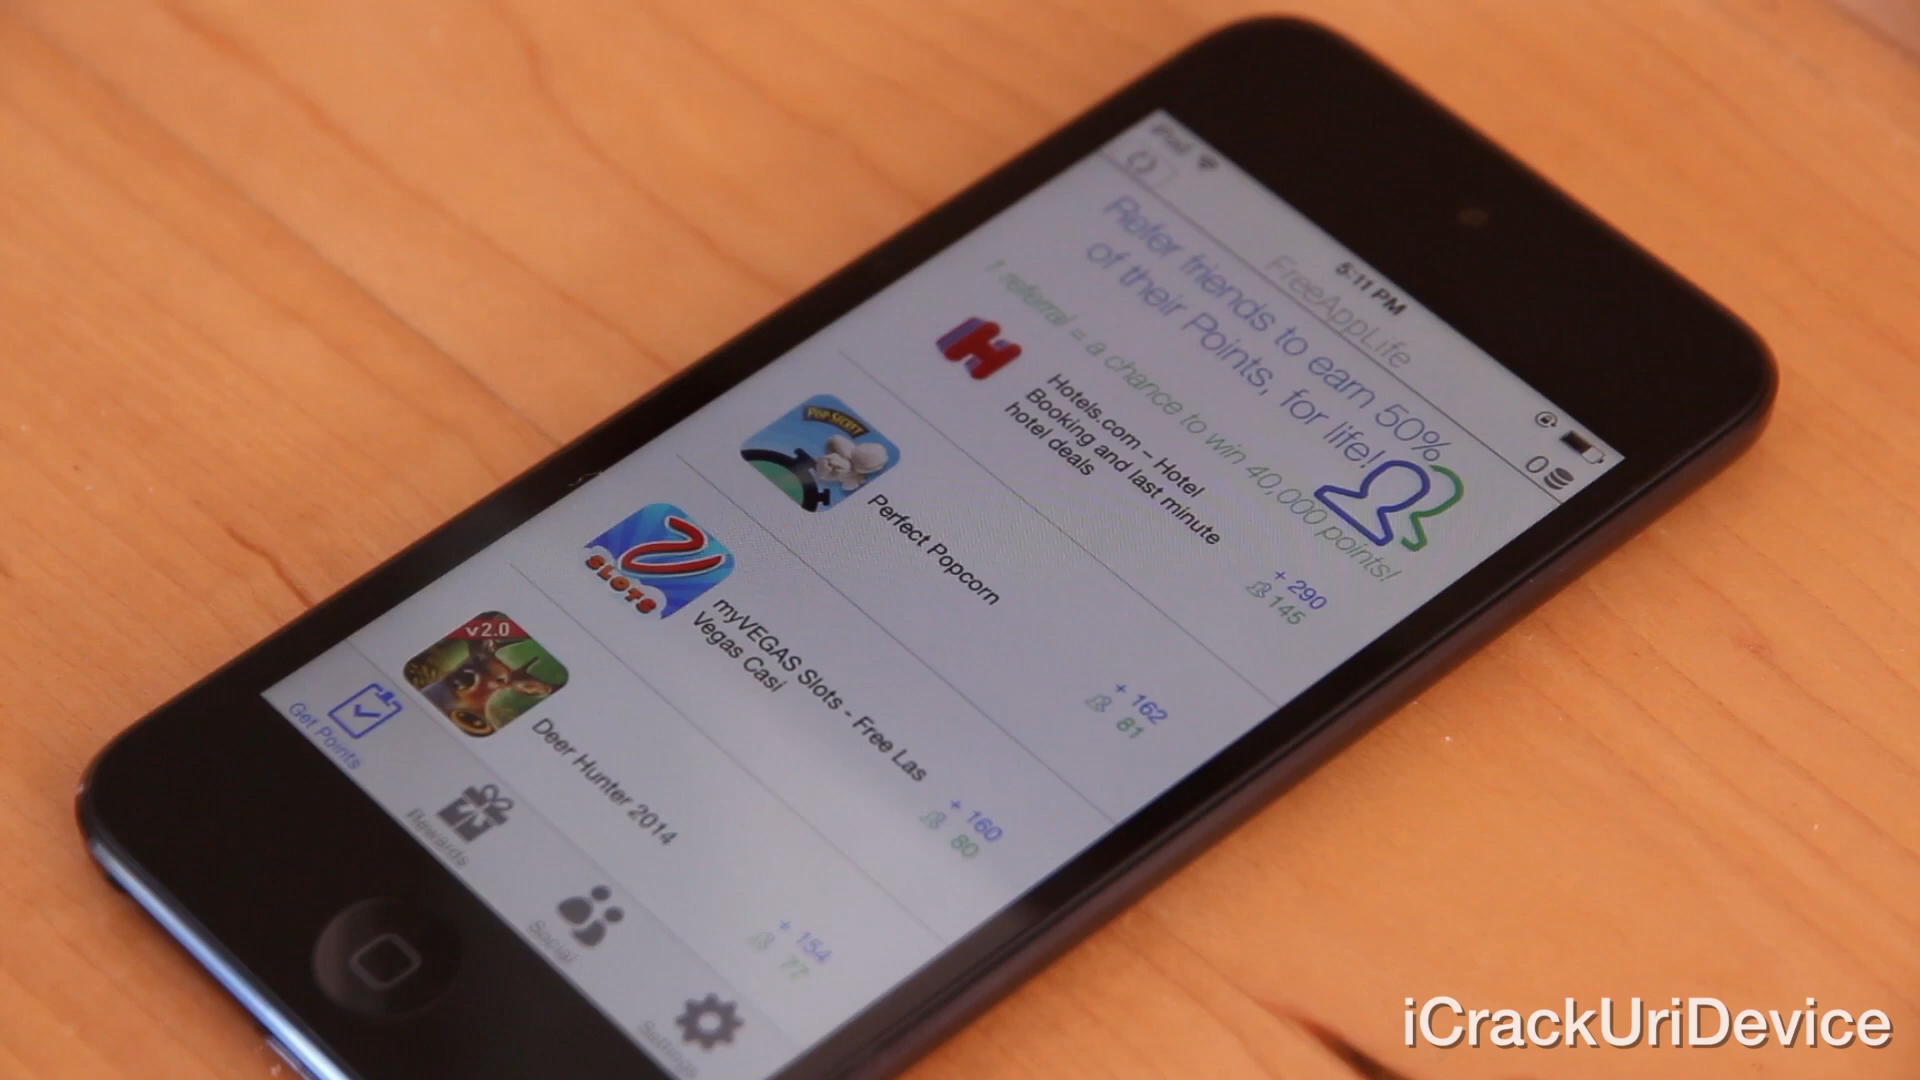 iPod
5:11 PM
FreeAppLife
0
Refer friends to earn 50%
of their Points, for life!
1 referral = a chance to win 40,000 points!
Hotels.com – Hotel
Booking and last minute
hotel deals
+ 290
145
POP SECRET
Perfect Popcorn
+ 162
81
SLOTS
myVEGAS Slots - Free Las
Vegas Casi
+ 160
80
v2.0
Deer Hunter 2014
+ 154
77
Get Points
Rewards
Social
Settings
iCrackUriDevice